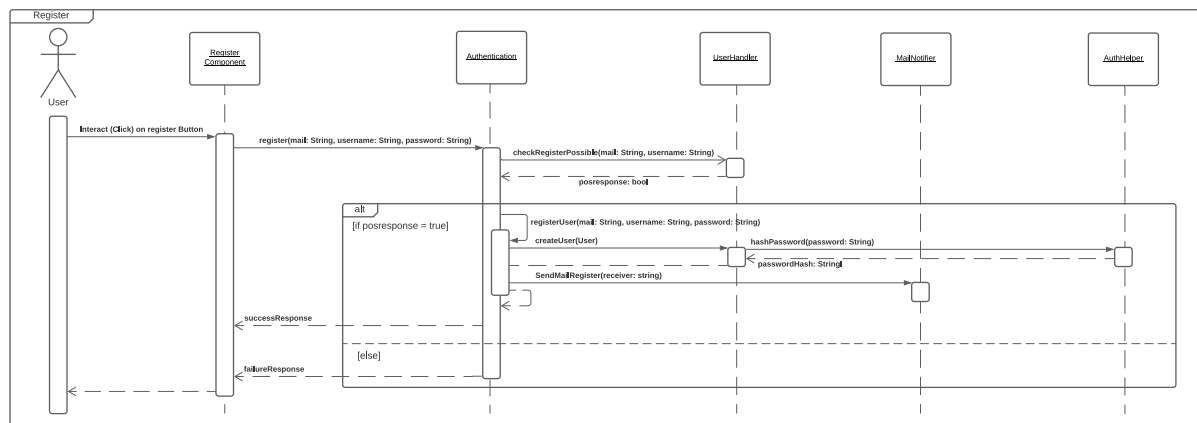 Register
Register
Component
Authentication
UserHandler
MailNotifier
AuthHelper
User
Interact (Click) on register Button
register(mail: String, username: String, password: String)
checkRegisterPossible(mail: String, username: String)
posresponse: bool
alt
[if posresponse = true]
registerUser(mail: String, username: String, password: String)
createUser(User)
hashPassword(password: String)
passwordHash: String
SendMailRegister(receiver: string)
successResponse
[else]
failureResponse